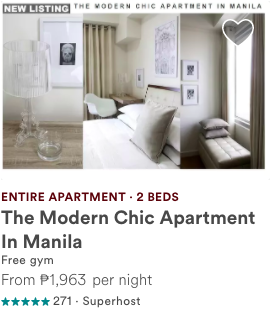 NEW LISTING THE MODERN CHIC APARTMENT IN MANILA
ENTIRE APARTMENT · 2 BEDS
The Modern Chic Apartment
In Manila
Free gym
From ₱1,963 per night
★★★★★ 271 · Superhost